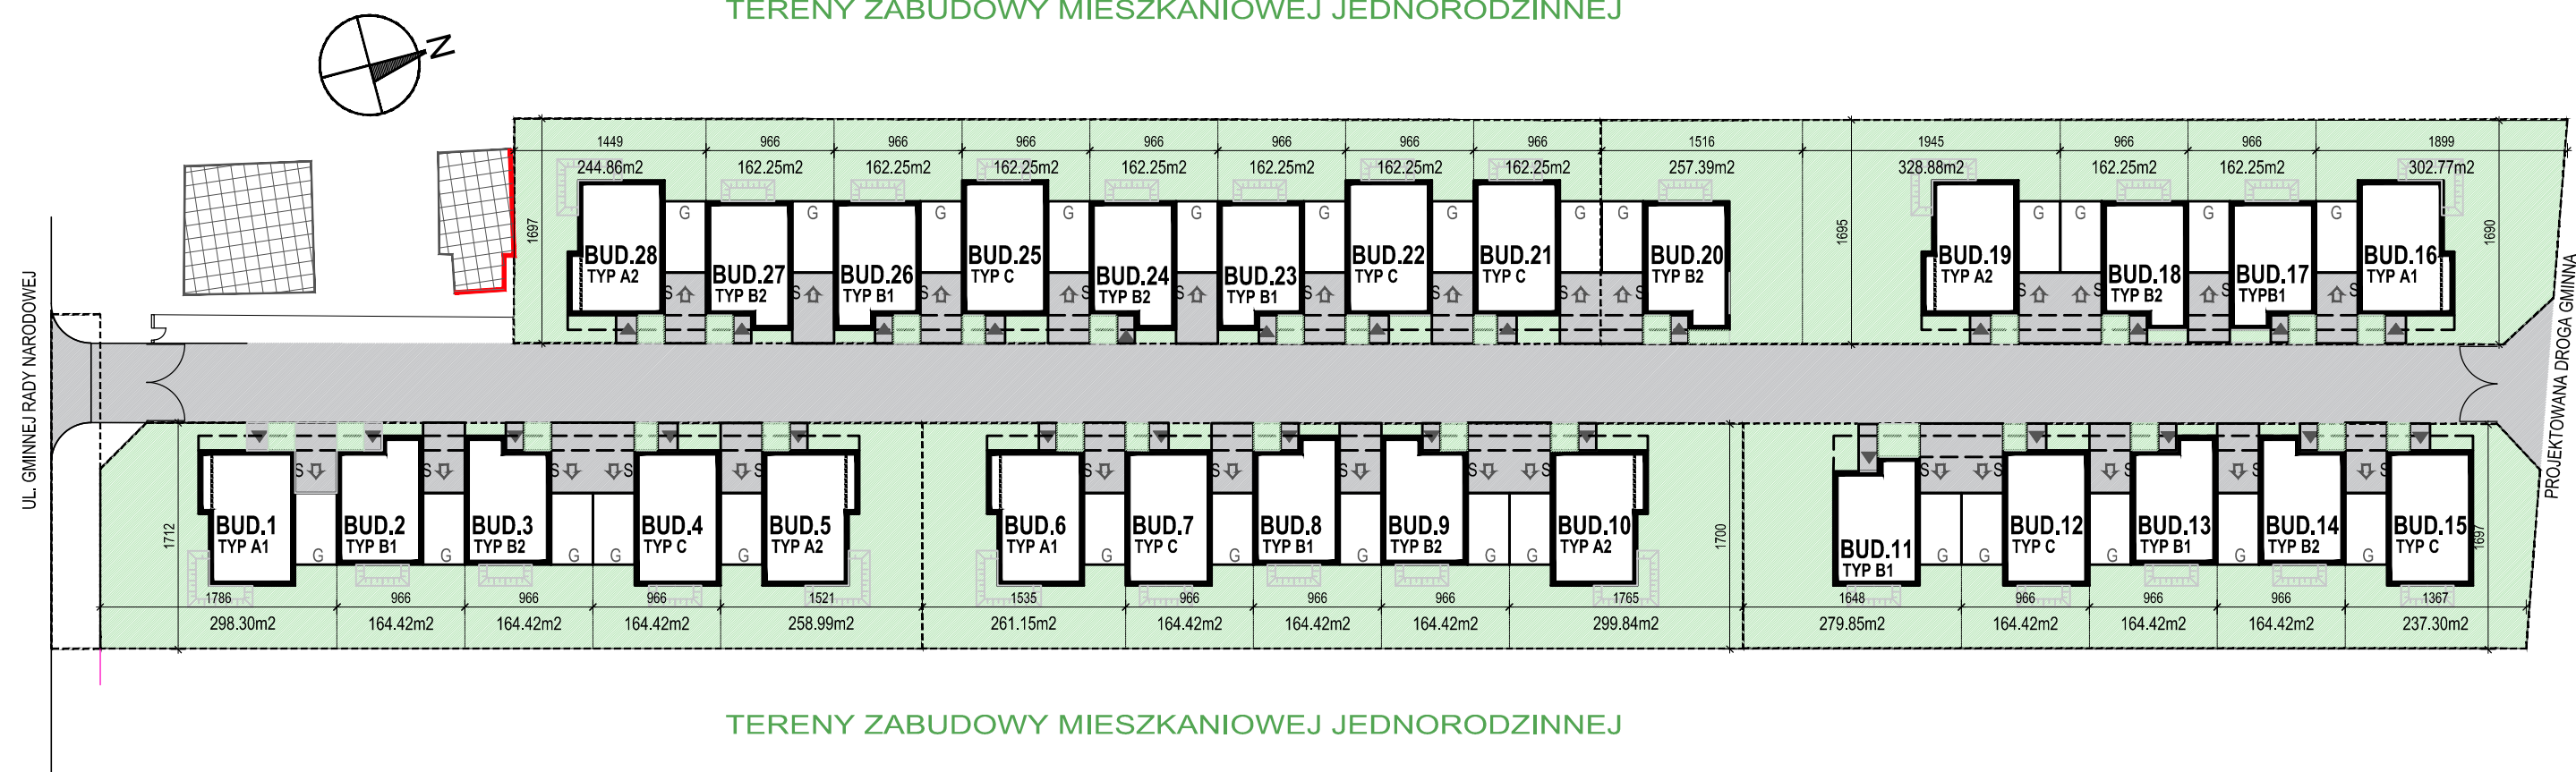 TERENY ZABUDOWY MIESZKANIOWEJ JEDNORODZINNEJ
N
1449 966 966 966 966 966 966 966 1516 1945 966 966 1899
244.86m2 162.25m2 162.25m2 162.25m2 162.25m2 162.25m2 162.25m2 162.25m2 257.39m2 328.88m2 162.25m2 162.25m2 302.77m2
1697 1695 1690
G G G G G G G G G G G G G
BUD.28 BUD.27 BUD.26 BUD.25 BUD.24 BUD.23 BUD.22 BUD.21 BUD.20 BUD.19 BUD.18 BUD.17 BUD.16
TYP A2 TYP B2 TYP B1 TYP C TYP B2 TYP B1 TYP C TYP C TYP B2 TYP A2 TYP B2 TYPB1 TYP A1
S S S S S S S S S S S S S
UL. GMINNEJ RADY NARODOWEJ
PROJEKTOWANA DROGA GMINNA
S S S S S S S S S S S S S S S
BUD.1 BUD.2 BUD.3 BUD.4 BUD.5 BUD.6 BUD.7 BUD.8 BUD.9 BUD.10 BUD.11 BUD.12 BUD.13 BUD.14 BUD.15
TYP A1 TYP B1 TYP B2 TYP C TYP A2 TYP A1 TYP C TYP B1 TYP B2 TYP A2 TYP B1 TYP C TYP B1 TYP B2 TYP C
1712 1700 1697
G G G G G G G G G G G G G G G
1786 966 966 966 1521 1535 966 966 966 1765 1648 966 966 966 1367
298.30m2 164.42m2 164.42m2 164.42m2 258.99m2 261.15m2 164.42m2 164.42m2 164.42m2 299.84m2 279.85m2 164.42m2 164.42m2 164.42m2 237.30m2
TERENY ZABUDOWY MIESZKANIOWEJ JEDNORODZINNEJ